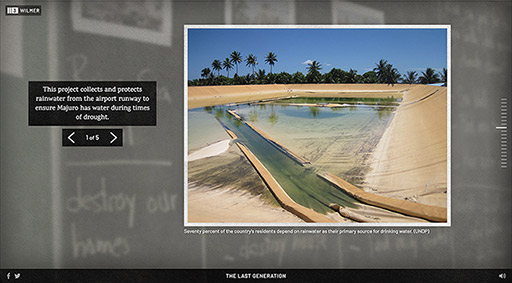 WILMER
This project collects and protects
rainwater from the airport runway to
ensure Majuro has water during times
of drought.
1 of 5
Seventy percent of the country's residents depend on rainwater as their primary source for drinking water. (UNDP)
destroy our
homes
THE LAST GENERATION